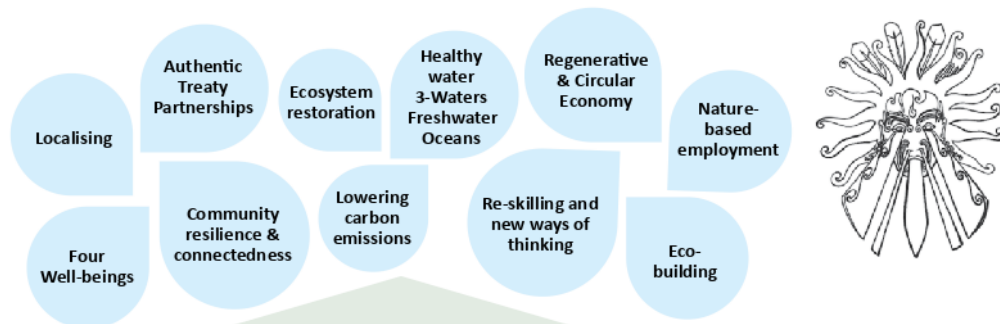 Localising
Authentic
Treaty
Partnerships
Ecosystem
restoration
Healthy
water
3-Waters
Freshwater
Oceans
Regenerative
& Circular
Economy
Nature-
based
employment
Four
Well-beings
Community
resilience &
connectedness
Lowering
carbon
emissions
Re-skilling and
new ways of
thinking
Eco-
building